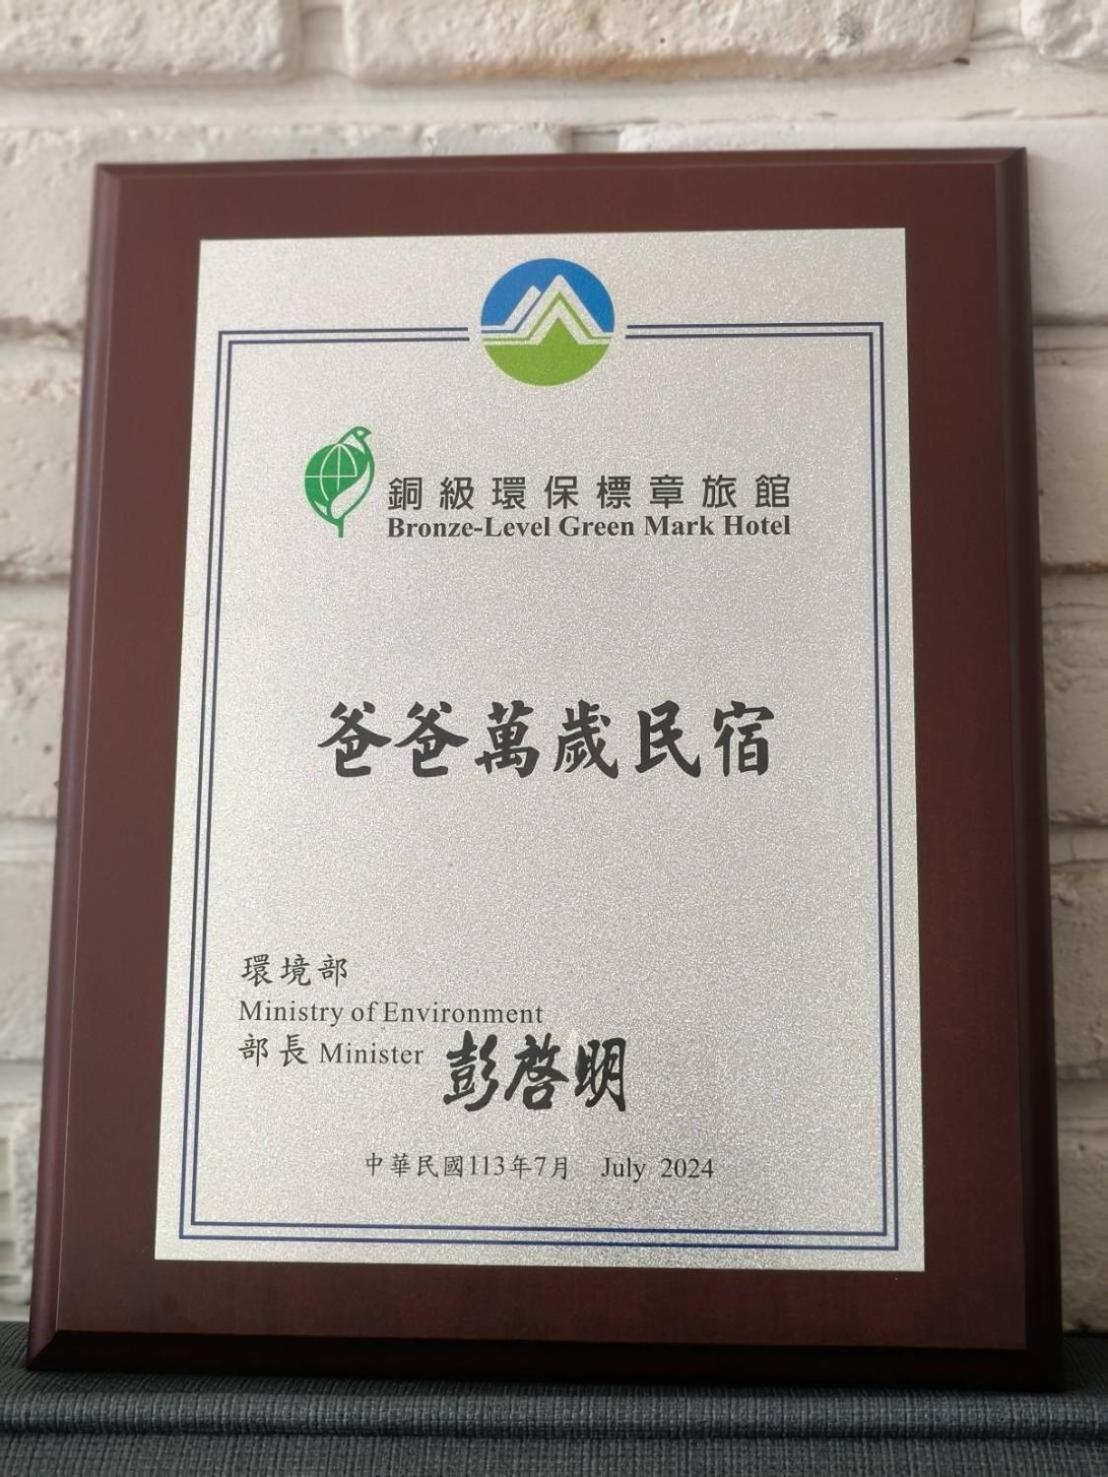 銅級環保標章旅館
Bronze-Level Green Mark Hotel
爸爸萬歲民宿
環境部
Ministry of Environment
部長 Minister 彭啓明
中華民國113年7月 July 2024